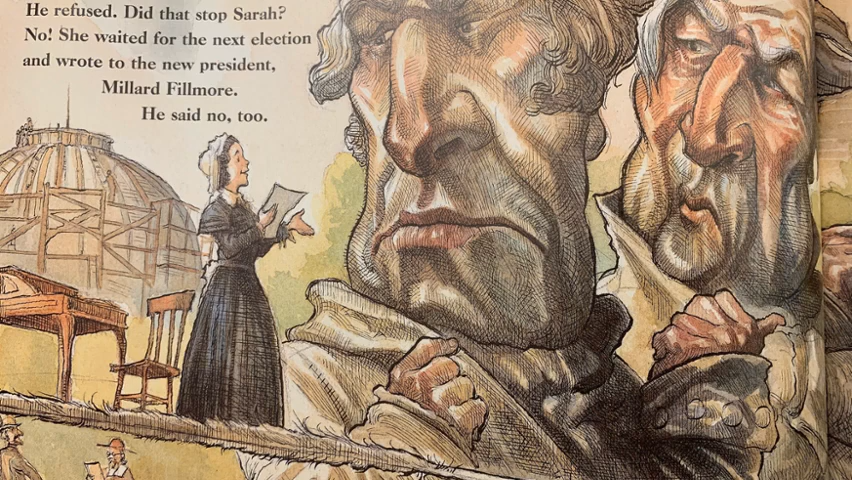 He refused. Did that stop Sarah?
No! She waited for the next election
and wrote to the new president,
Millard Fillmore.
He said no, too.